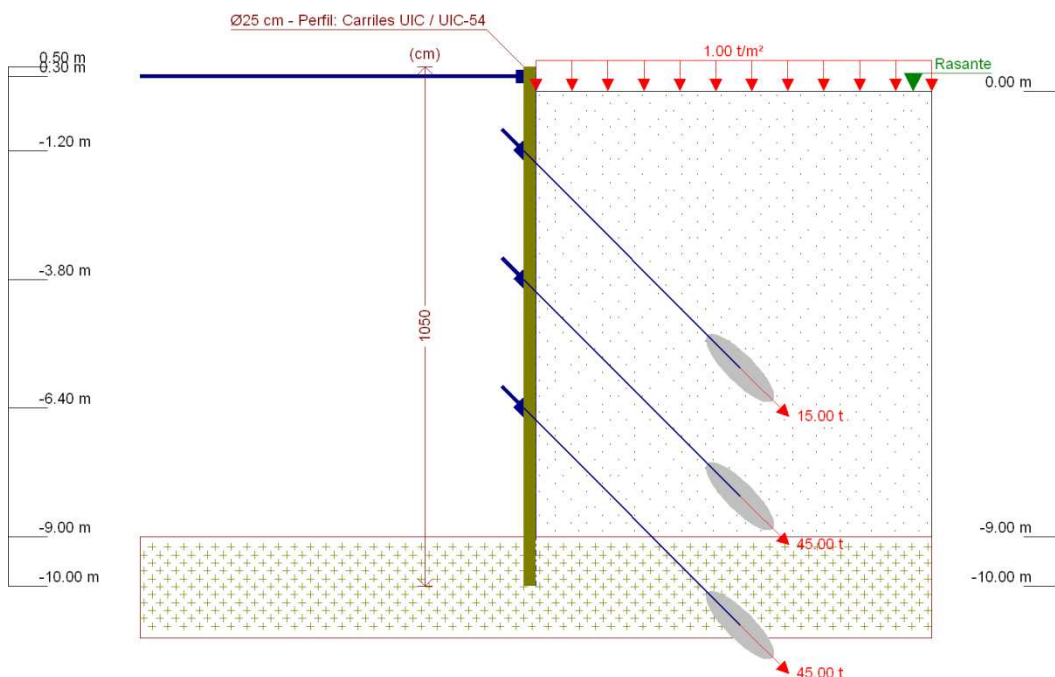 Ø25 cm - Perfil: Carriles UIC / UIC-54
(cm)
1.00 t/m²
Rasante
0.50 m
0.30 m
0.00 m
-1.20 m
-3.80 m
1050
-6.40 m
15.00 t
-9.00 m
-9.00 m
45.00 t
-10.00 m
-10.00 m
45.00 t